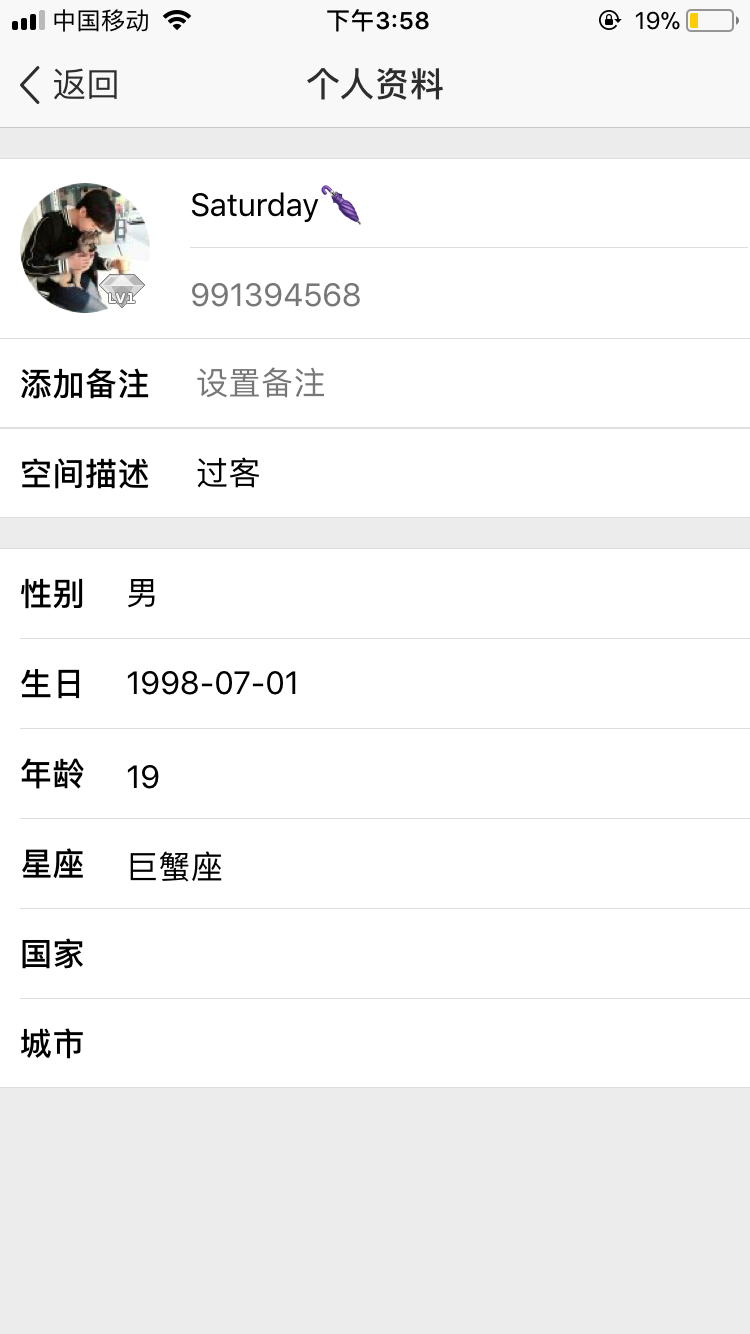 中国移动 下午3:58 19%
返回 个人资料
Saturday🌂
LV1
991394568
添加备注 设置备注
空间描述 过客
性别 男
生日 1998-07-01
年龄 19
星座 巨蟹座
国家
城市